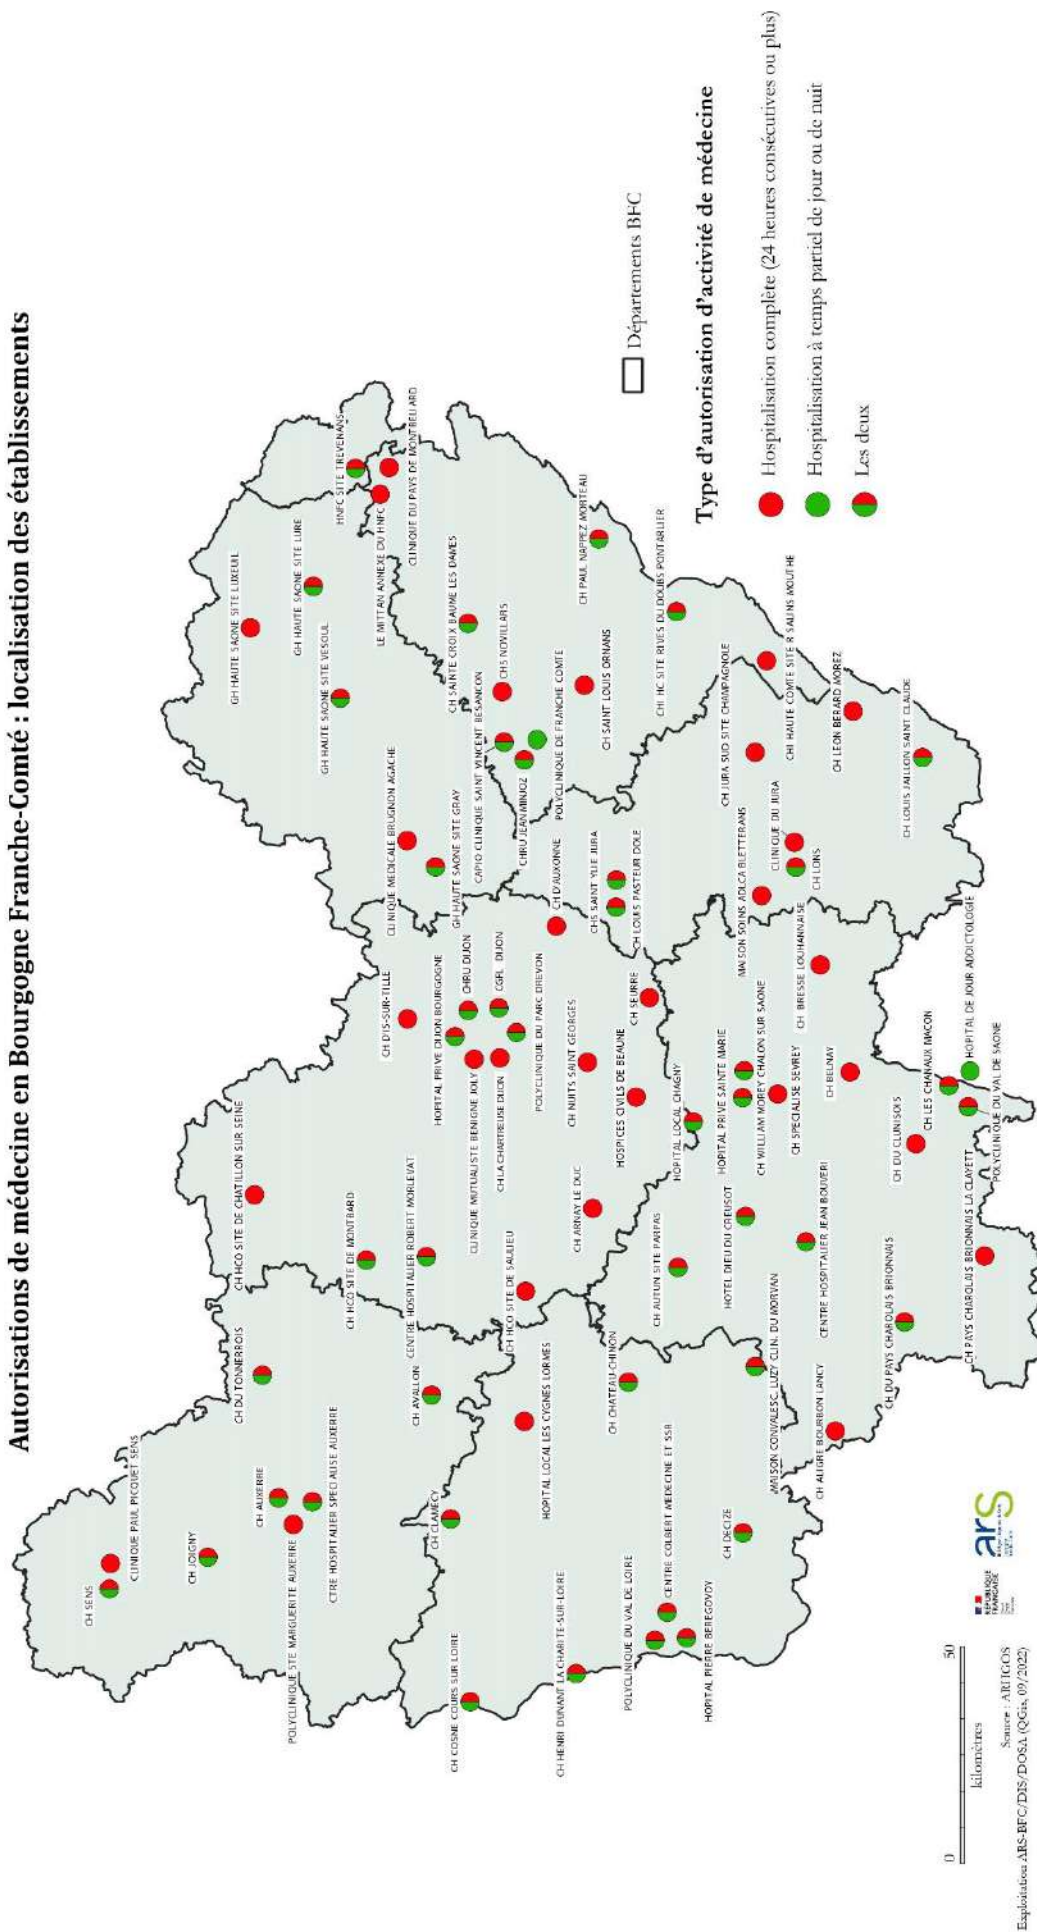 Autorisations de médecine en Bourgogne Franche-Comté : localisation des établissements
CH SENS
CLINIQUE PAUL PICQUET SENS
CH JOIGNY
CH AUXERRE
POLYCLINIQUE STE MARGUERITE AUXERRE
CTRE HOSPITALIER SPECIALISE AUXERRE
CH DU TONNERROIS
CH AVALLON
CH HCO SITE DE CHATILLON SUR SEINE
CH HCO SITE DE MONTBARD
CENTRE HOSPITALIER ROBERT MORLEVAT
CH HCO SITE DE SAULIEU
CH D'IS-SUR-TILLE
HOPITAL PRIVE DIJON BOURGOGNE
CHRU DIJON
CLINIQUE MUTUALISTE BENIGNE JOLY
CGFL DIJON
CH LA CHARTREUSE DIJON
POLYCLINIQUE DU PARC DREVON
CH D'AUXONNE
CH NUITS SAINT GEORGES
CH ARNAY LE DUC
HOSPICES CIVILS DE BEAUNE
CH SEURRE
GH HAUTE SAONE SITE LUXEUIL
GH HAUTE SAONE SITE LURE
GH HAUTE SAONE SITE VESOUL
CLINIQUE MEDICALE BRUGNON AGACHE
GH HAUTE SAONE SITE GRAY
HNFC SITE TREVENANS
LE MITTAN ANNEXE DU HNFC
CLINIQUE DU PAYS DE MONTBELIARD
CH SAINTE CROIX BAUME LES DAMES
CHS NOVILLARS
CAPIO CLINIQUE SAINT VINCENT BESANCON
CHRU JEAN MINJOZ
POLYCLINIQUE DE FRANCHE COMTE
CH SAINT LOUIS ORNANS
CH PAUL NAPPEZ MORTEAU
CHI HC SITE RIVES DU DOUBS PONTARLIER
CHS SAINT YLIE JURA
CH LOUIS PASTEUR DOLE
CH JURA SUD SITE CHAMPAGNOLE
CHI HAUTE COMTE SITE R SALINS MOUTHE
MAISON SOINS ADLCA BLETTERANS
CLINIQUE DU JURA
CH LONS
CH LEON BERARD MOREZ
CH LOUIS JAILLON SAINT CLAUDE
CH CLAMECY
CH COSNE COURS SUR LOIRE
HOPITAL LOCAL LES CYGNES LORMES
CH HENRI DUNANT LA CHARITE-SUR-LOIRE
CH CHATEAU-CHINON
POLYCLINIQUE DU VAL DE LOIRE
CENTRE COLBERT MEDECINE ET SSR
HOPITAL PIERRE BEREGOVOY
CH DECIZE
MAISON CONVALESC. LUZY CLIN. DU MORVAN
CH AUTUN SITE PARPAS
HOPITAL LOCAL CHAGNY
HOTEL DIEU DU CREUSOT
HOPITAL PRIVE SAINTE MARIE
CH WILLIAM MOREY CHALON SUR SAONE
CH SPECIALISE SEVREY
CENTRE HOSPITALIER JEAN BOUVERI
CH BRESSE LOUHANNAISE
CH BELNAY
CH ALIGRE BOURBON LANCY
CH DU PAYS CHAROLAIS BRIONNAIS
CH DU CLUNISOIS
CH LES CHANAUX MACON
HOPITAL DE JOUR ADDICTOLOGIE
POLYCLINIQUE DU VAL DE SAONE
CH PAYS CHAROLAIS BRIONNAIS LA CLAYETT
Départements BFC
Type d'autorisation d'activité de médecine
Hospitalisation complète (24 heures consécutives ou plus)
Hospitalisation à temps partiel de jour ou de nuit
Les deux
0 50
kilomètres
Source : ARHGOS
Exploitation ARS-BFC/DIS/DOSA (QGis, 09/2022)
RÉPUBLIQUE
FRANÇAISE
ars